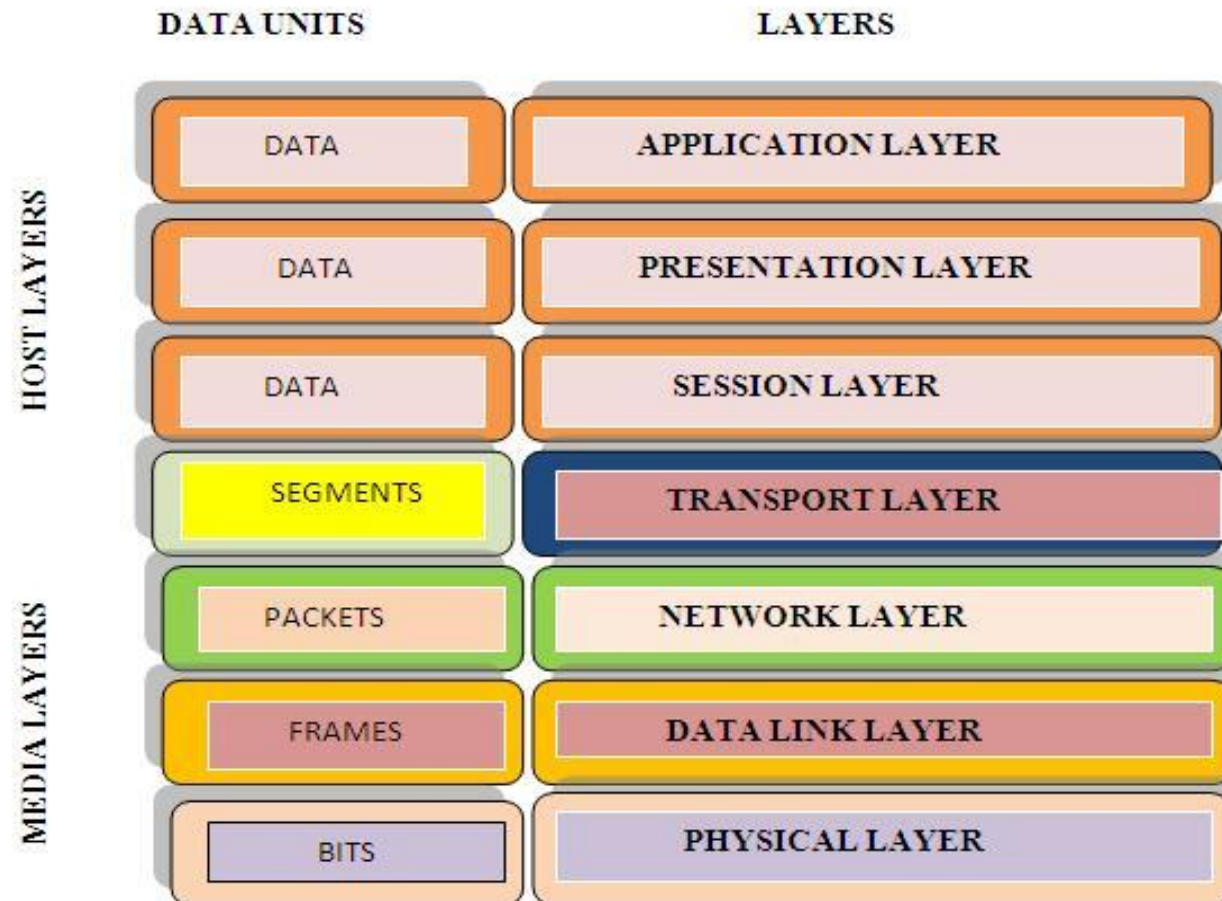 DATA UNITS LAYERS
HOST LAYERS
DATA APPLICATION LAYER
DATA PRESENTATION LAYER
DATA SESSION LAYER
SEGMENTS TRANSPORT LAYER
MEDIA LAYERS
PACKETS NETWORK LAYER
FRAMES DATA LINK LAYER
BITS PHYSICAL LAYER